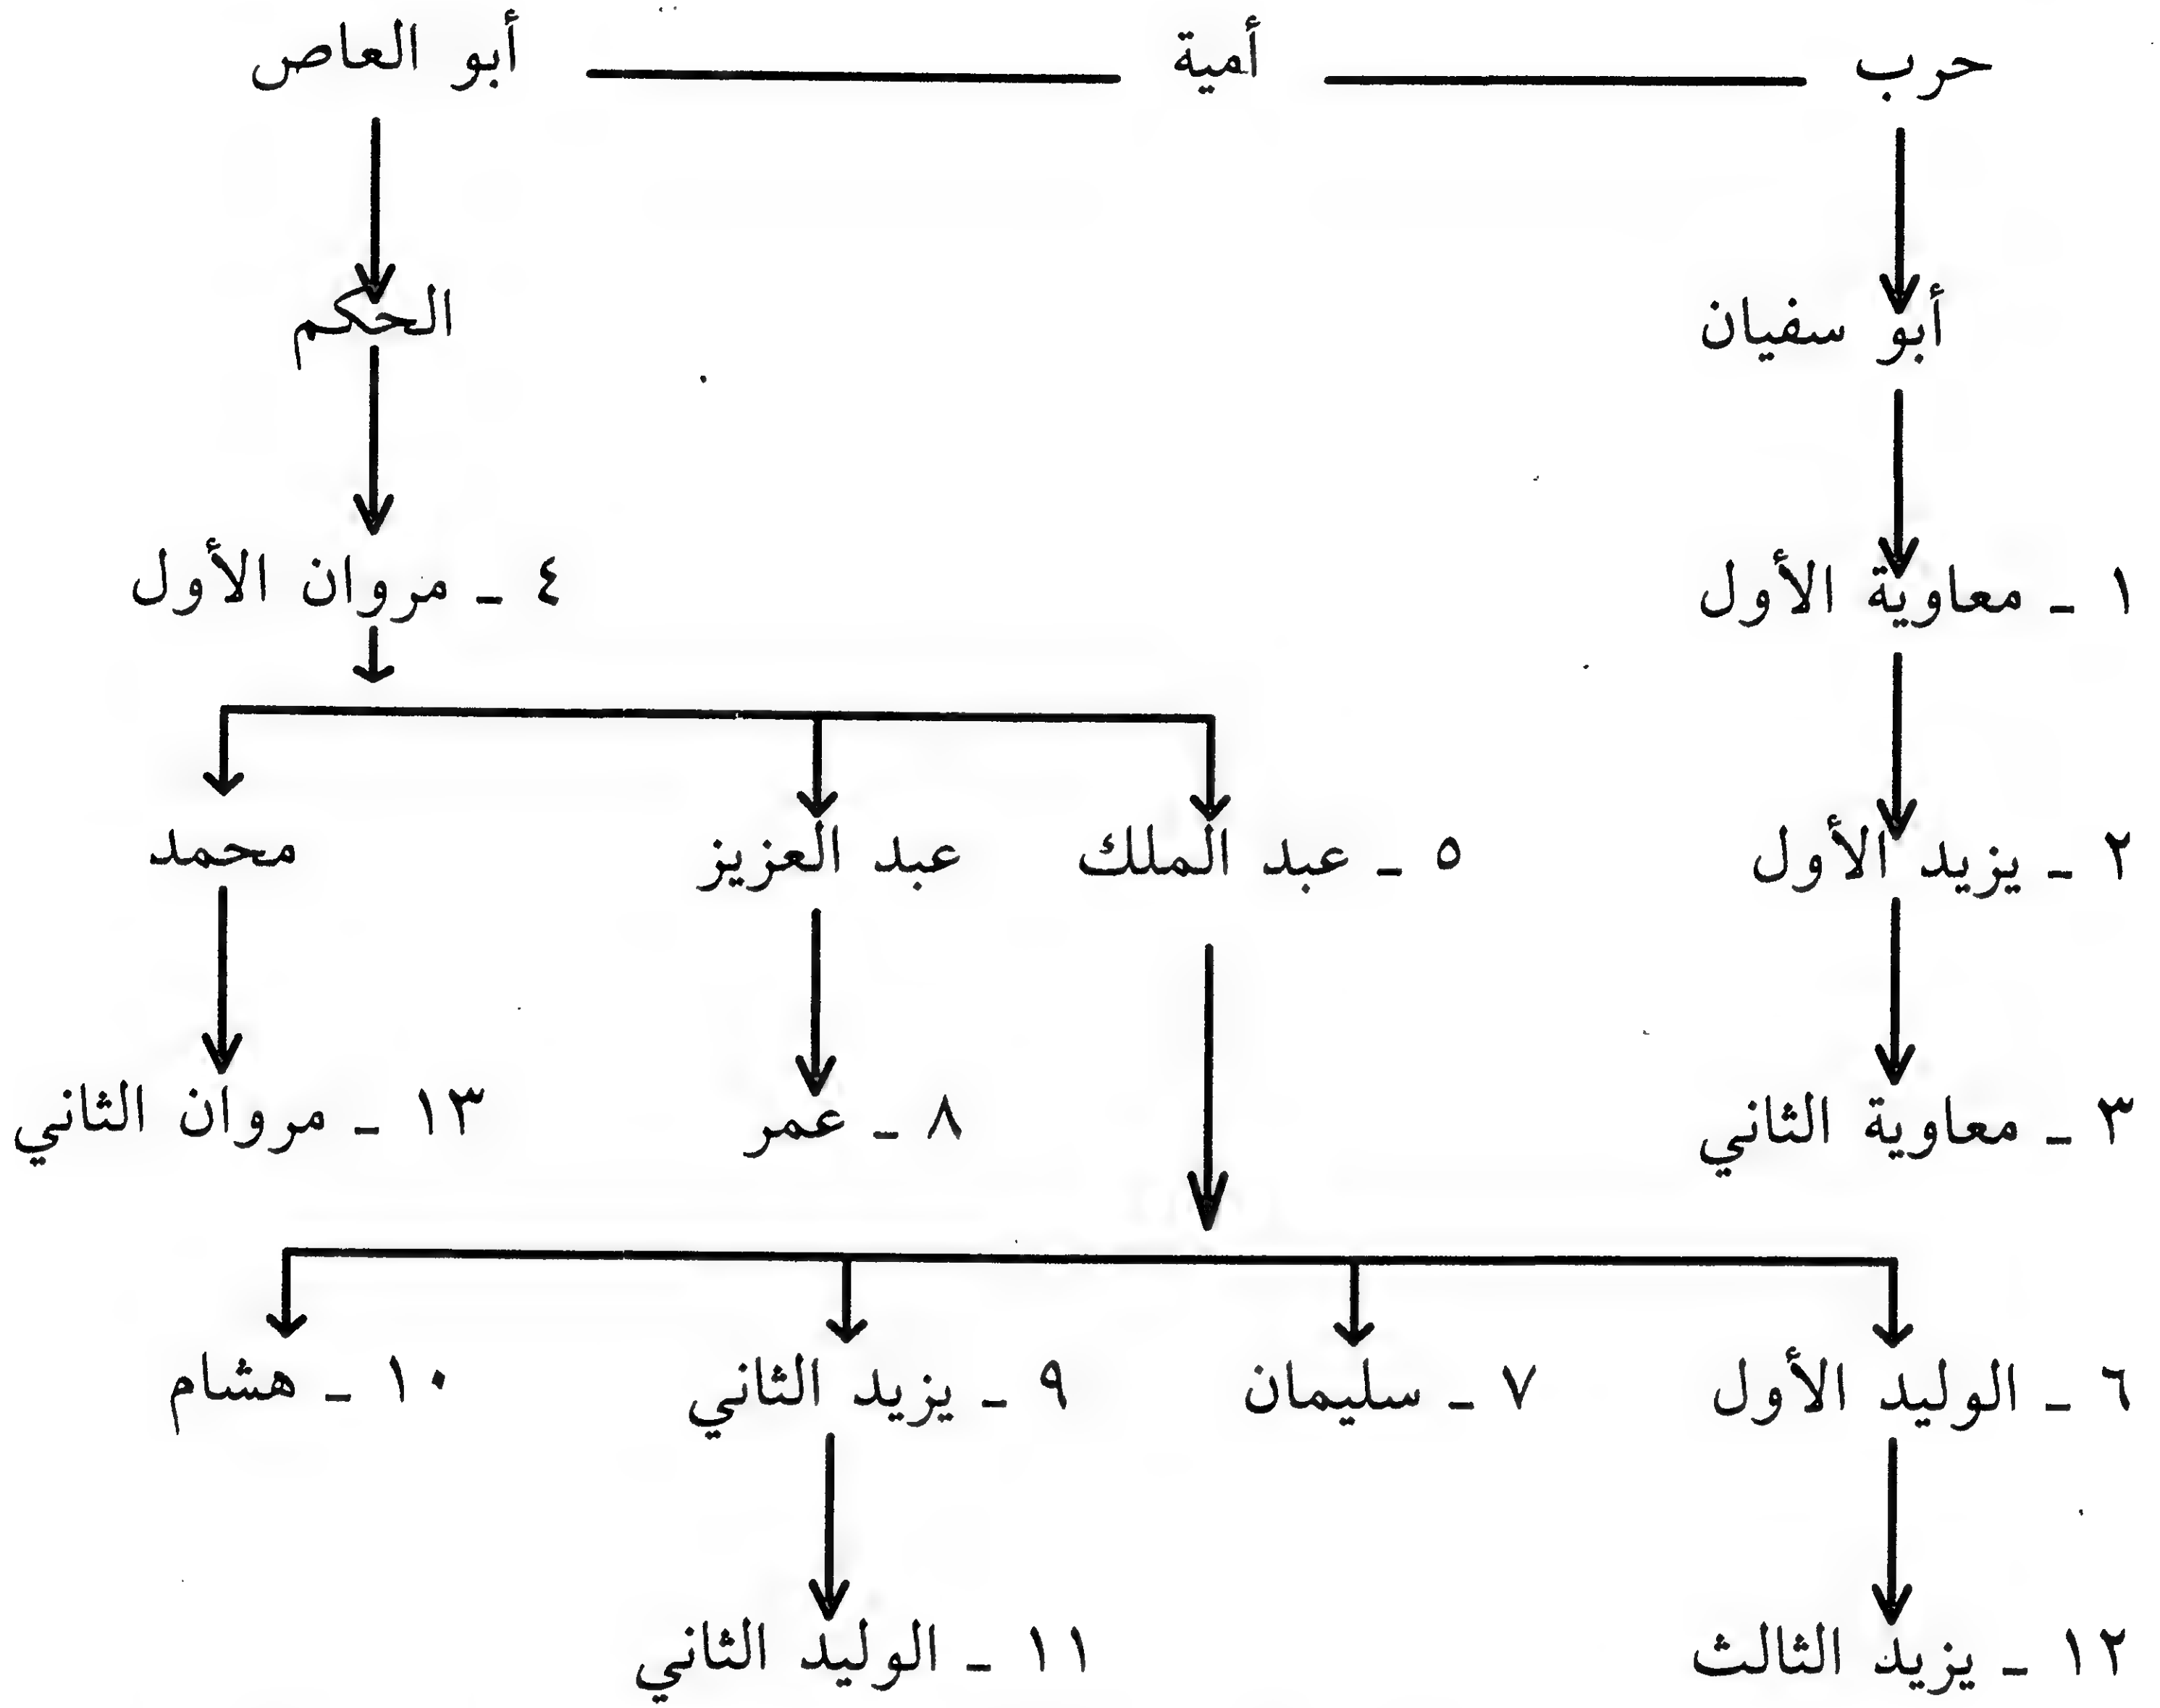 حرب أمية أبو العاص
أبو سفيان الحكم
١ - معاوية الأول ٤ - مروان الأول
٢ - يزيد الأول ٥ - عبد الملك عبد العزيز محمد
٣ - معاوية الثاني ٨ - عمر ١٣ - مروان الثاني
٦ - الوليد الأول ٧ - سليمان ٩ - يزيد الثاني ١٠ - هشام
١٢ - يزيد الثالث ١١ - الوليد الثاني